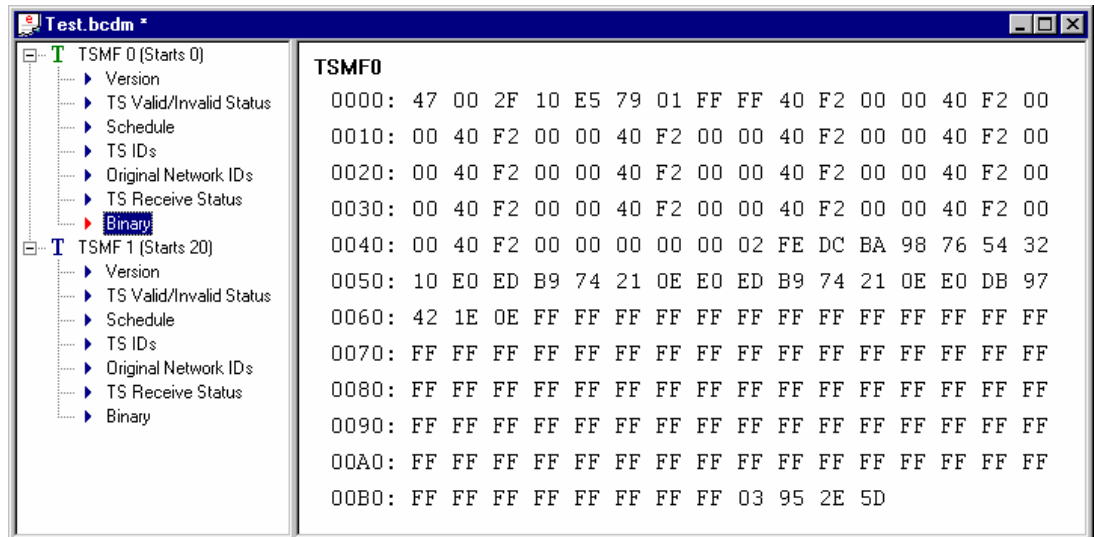 Test.bcdm *
TSMF 0 (Starts 0)
Version
TS Valid/Invalid Status
Schedule
TS IDs
Original Network IDs
TS Receive Status
Binary
TSMF 1 (Starts 20)
Version
TS Valid/Invalid Status
Schedule
TS IDs
Original Network IDs
TS Receive Status
Binary
TSMF0
0000: 47 00 2F 10 E5 79 01 FF FF 40 F2 00 00 40 F2 00
0010: 00 40 F2 00 00 40 F2 00 00 40 F2 00 00 40 F2 00
0020: 00 40 F2 00 00 40 F2 00 00 40 F2 00 00 40 F2 00
0030: 00 40 F2 00 00 40 F2 00 00 40 F2 00 00 40 F2 00
0040: 00 40 F2 00 00 00 00 00 02 FE DC BA 98 76 54 32
0050: 10 E0 ED B9 74 21 0E E0 ED B9 74 21 0E E0 DB 97
0060: 42 1E 0E FF FF FF FF FF FF FF FF FF FF FF FF FF
0070: FF FF FF FF FF FF FF FF FF FF FF FF FF FF FF FF
0080: FF FF FF FF FF FF FF FF FF FF FF FF FF FF FF FF
0090: FF FF FF FF FF FF FF FF FF FF FF FF FF FF FF FF
00A0: FF FF FF FF FF FF FF FF FF FF FF FF FF FF FF FF
00B0: FF FF FF FF FF FF FF FF 03 95 2E 5D